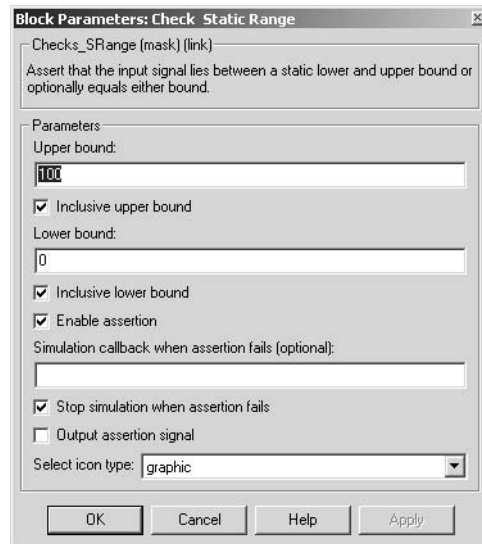 Block Parameters: Check Static Range
Checks_SRange (mask) (link)
Assert that the input signal lies between a static lower and upper bound or
optionally equals either bound.
Parameters
Upper bound:
100
Inclusive upper bound
Lower bound:
0
Inclusive lower bound
Enable assertion
Simulation callback when assertion fails (optional):
Stop simulation when assertion fails
Output assertion signal
Select icon type: graphic
OK Cancel Help Apply